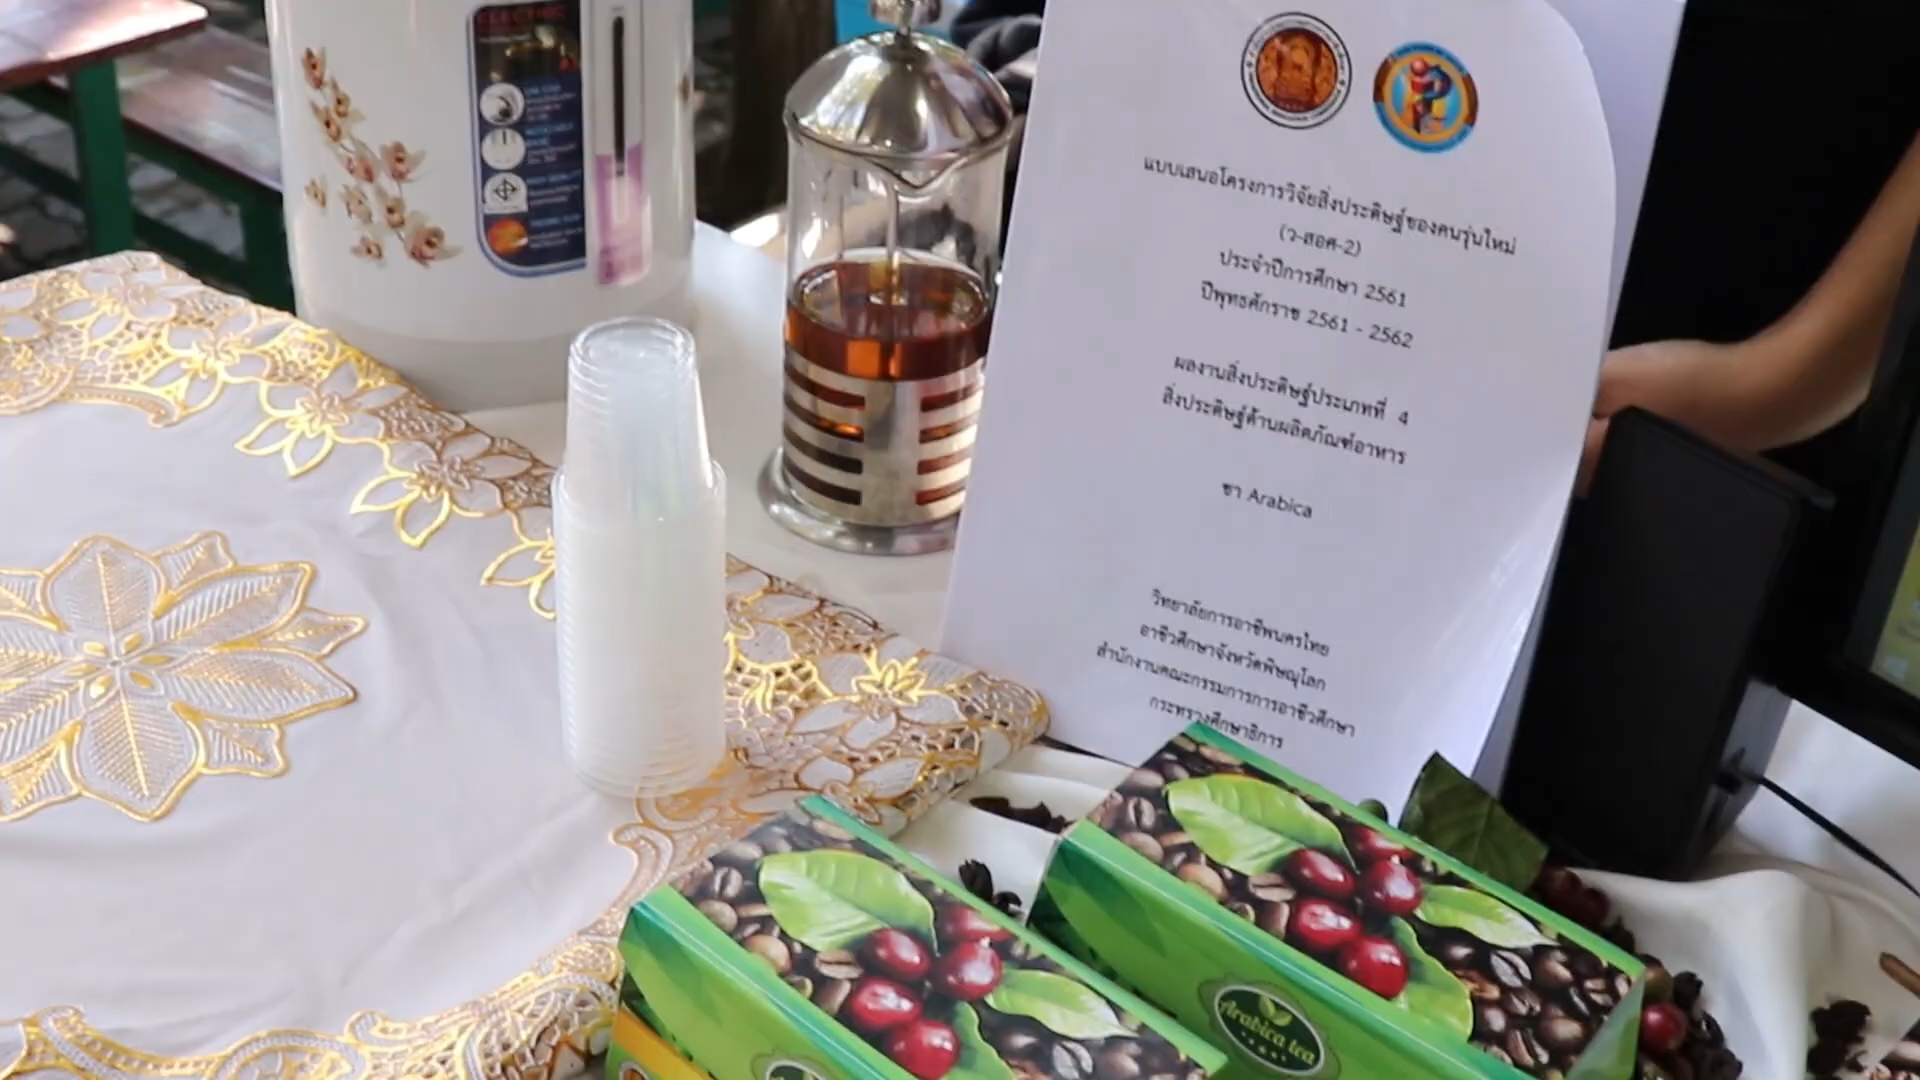 ELECTRIC
แบบเสนอโครงการวิจัยสิ่งประดิษฐ์ของคนรุ่นใหม่
(ว-สอศ-2)
ประจำปีการศึกษา 2561
ปีพุทธศักราช 2561 - 2562
ผลงานสิ่งประดิษฐ์ประเภทที่ 4
สิ่งประดิษฐ์ด้านผลิตภัณฑ์อาหาร
ชา Arabica
วิทยาลัยการอาชีพนครไทย
อาชีวศึกษาจังหวัดพิษณุโลก
สำนักงานคณะกรรมการการอาชีวศึกษา
กระทรวงศึกษาธิการ
Arabica tea